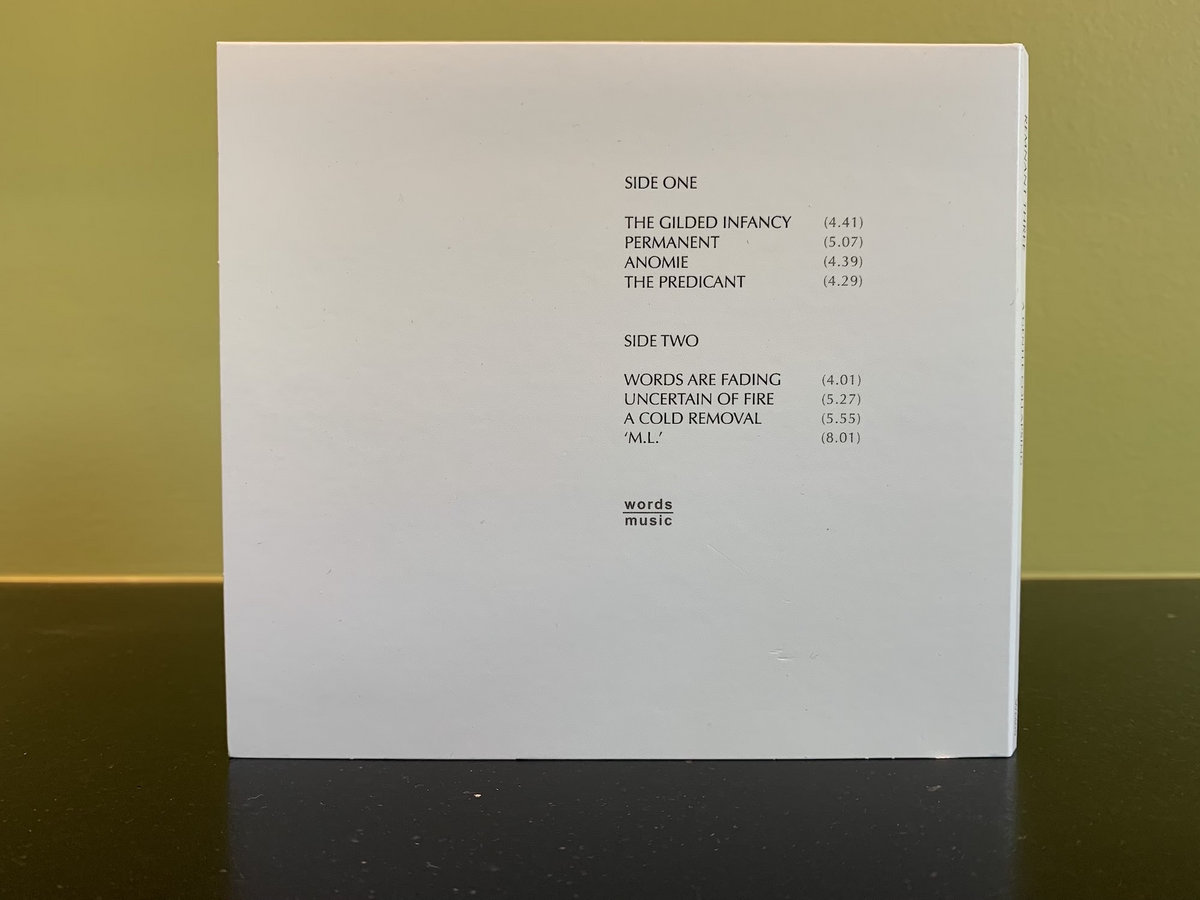 SIDE ONE
THE GILDED INFANCY (4.41)
PERMANENT (5.07)
ANOMIE (4.39)
THE PREDICANT (4.29)
SIDE TWO
WORDS ARE FADING (4.01)
UNCERTAIN OF FIRE (5.27)
A COLD REMOVAL (5.55)
‘M.L.’ (8.01)
words
music